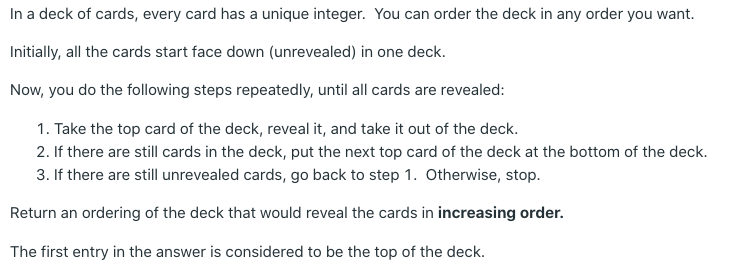 In a deck of cards, every card has a unique integer.  You can order the deck in any order you want.
Initially, all the cards start face down (unrevealed) in one deck.
Now, you do the following steps repeatedly, until all cards are revealed:
1. Take the top card of the deck, reveal it, and take it out of the deck.
2. If there are still cards in the deck, put the next top card of the deck at the bottom of the deck.
3. If there are still unrevealed cards, go back to step 1.  Otherwise, stop.
Return an ordering of the deck that would reveal the cards in increasing order.
The first entry in the answer is considered to be the top of the deck.